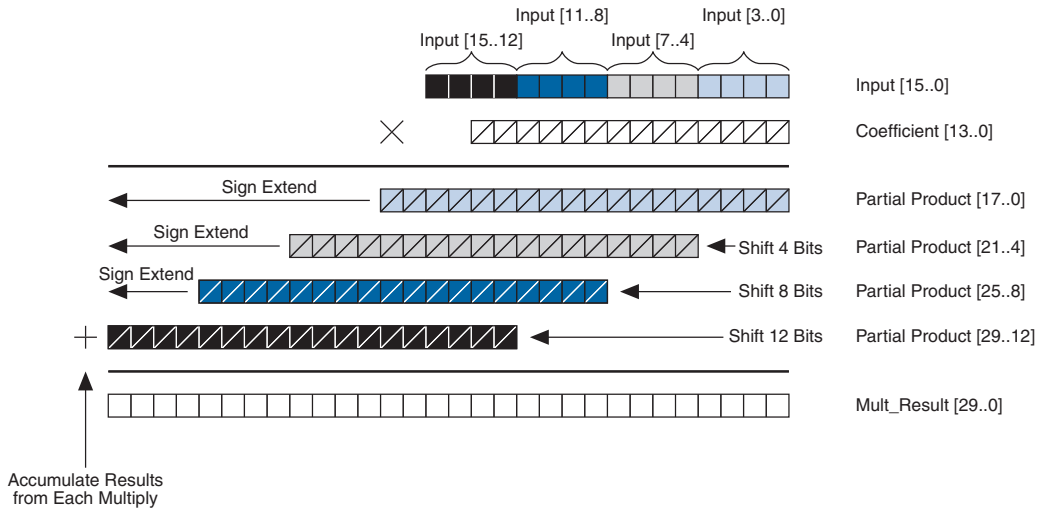 Input [11..8]
Input [3..0]
Input [15..12]
Input [7..4]
Input [15..0]
Coefficient [13..0]
Sign Extend
Partial Product [17..0]
Sign Extend
Shift 4 Bits
Partial Product [21..4]
Sign Extend
Shift 8 Bits
Partial Product [25..8]
Shift 12 Bits
Partial Product [29..12]
Mult_Result [29..0]
Accumulate Results
from Each Multiply